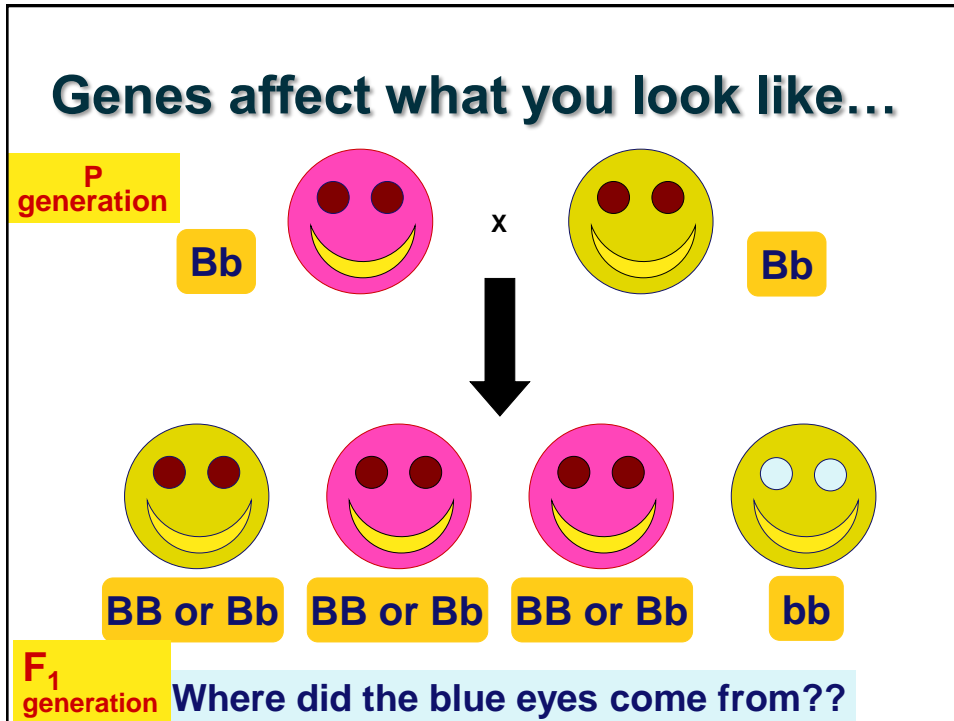 Genes affect what you look like…
P
generation
x
Bb
Bb
BB or Bb
BB or Bb
BB or Bb
bb
F1
generation
Where did the blue eyes come from??